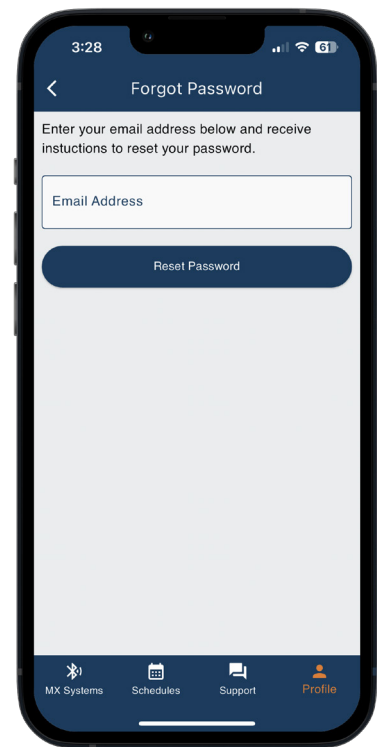 3:28
61
Forgot Password
Enter your email address below and receive
instuctions to reset your password.
Email Address
Reset Password
MX Systems
Schedules
Support
Profile